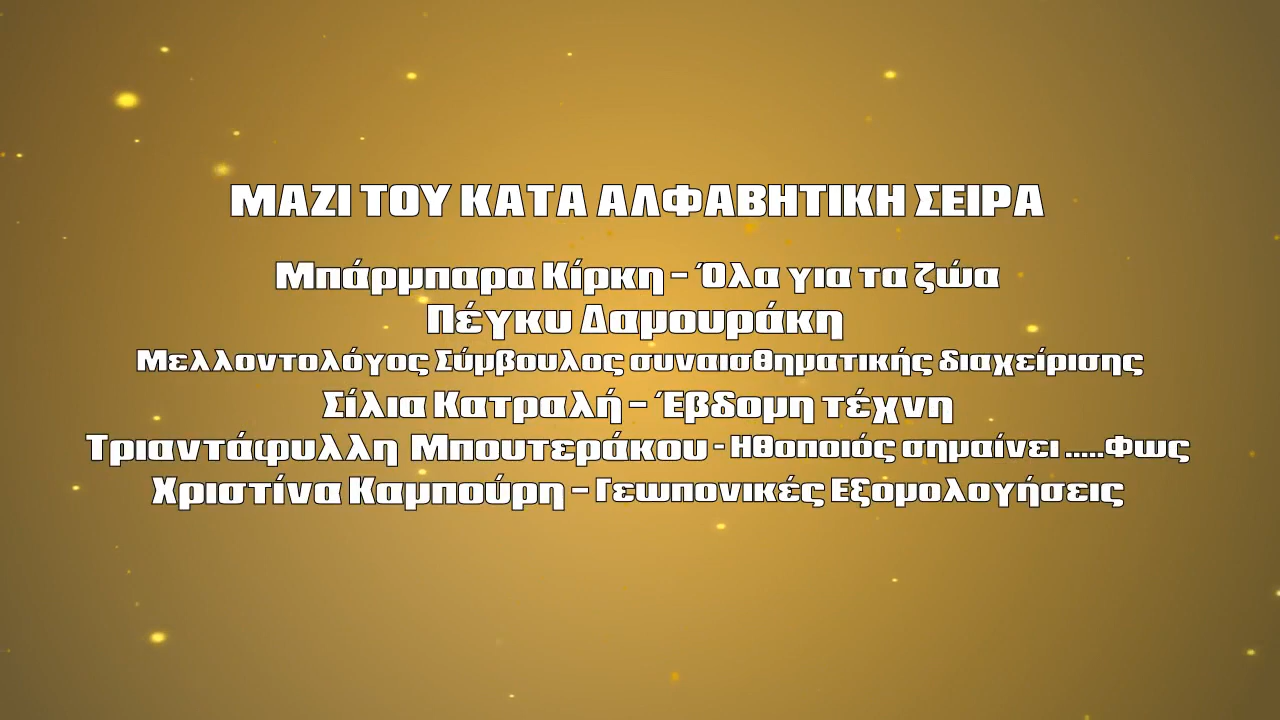 ΜΑΖΙ ΤΟΥ ΚΑΤΑ ΑΛΦΑΒΗΤΙΚΗ ΣΕΙΡΑ
Μπάρμπαρα Κίρκη – Όλα για τα ζώα
Πέγκυ Δαμουράκη
Μελλοντολόγος Σύμβουλος συναισθηματικής διαχείρισης
Σίλια Κατραλή – Έβδομη τέχνη
Τριαντάφυλλη Μπουτεράκου - Ηθοποιός σημαίνει .....Φως
Χριστίνα Καμπούρη – Γεωπονικές Εξομολογήσεις